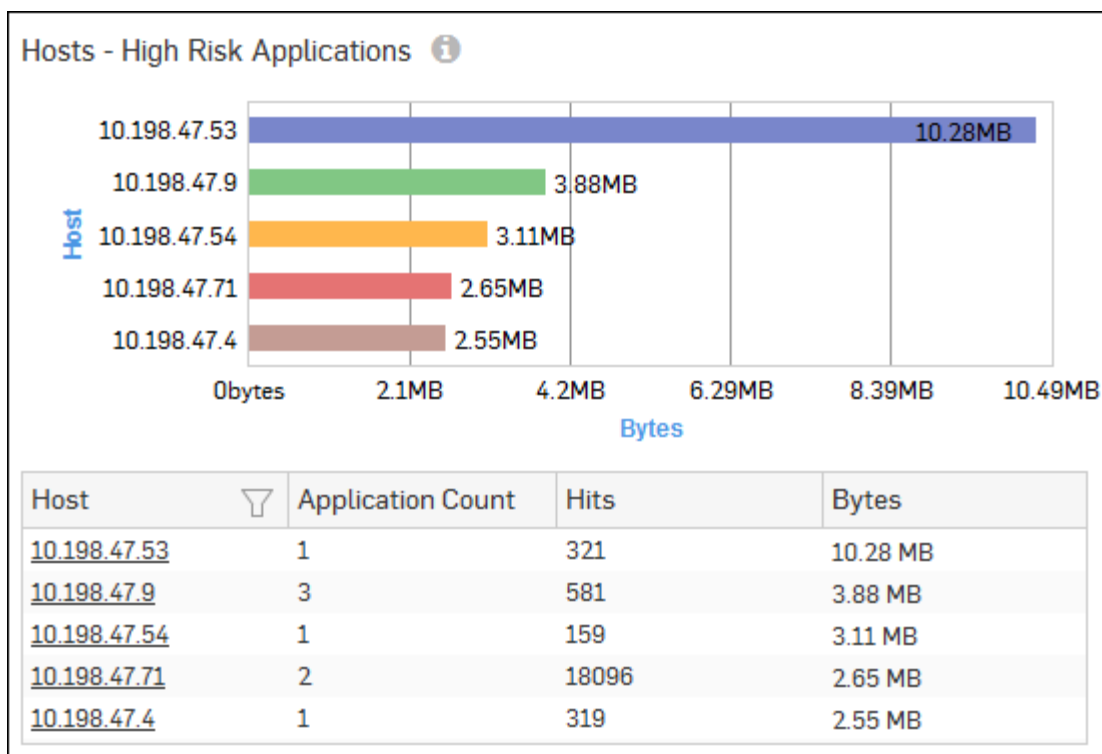 Hosts - High Risk Applications
10.198.47.53 10.28MB
10.198.47.9 3.88MB
10.198.47.54 3.11MB
10.198.47.71 2.65MB
10.198.47.4 2.55MB
Host
0bytes 2.1MB 4.2MB 6.29MB 8.39MB 10.49MB
Bytes
Host Application Count Hits Bytes
10.198.47.53 1 321 10.28 MB
10.198.47.9 3 581 3.88 MB
10.198.47.54 1 159 3.11 MB
10.198.47.71 2 18096 2.65 MB
10.198.47.4 1 319 2.55 MB